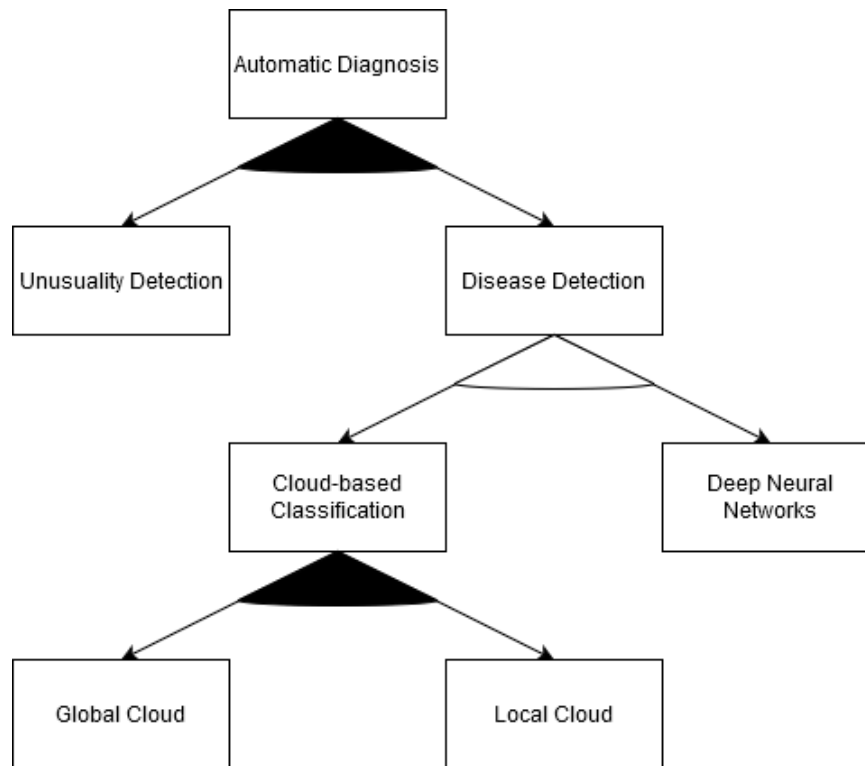 Automatic Diagnosis
Unusuality Detection
Disease Detection
Cloud-based
Classification
Deep Neural
Networks
Global Cloud
Local Cloud